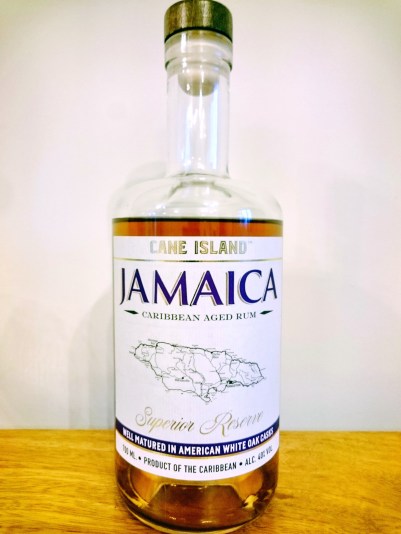 CANE ISLAND™
JAMAICA
CARIBBEAN AGED RUM
Superior Reserve
WELL MATURED IN AMERICAN WHITE OAK CASKS
700 ML. • PRODUCT OF THE CARIBBEAN • ALC. 40% VOL